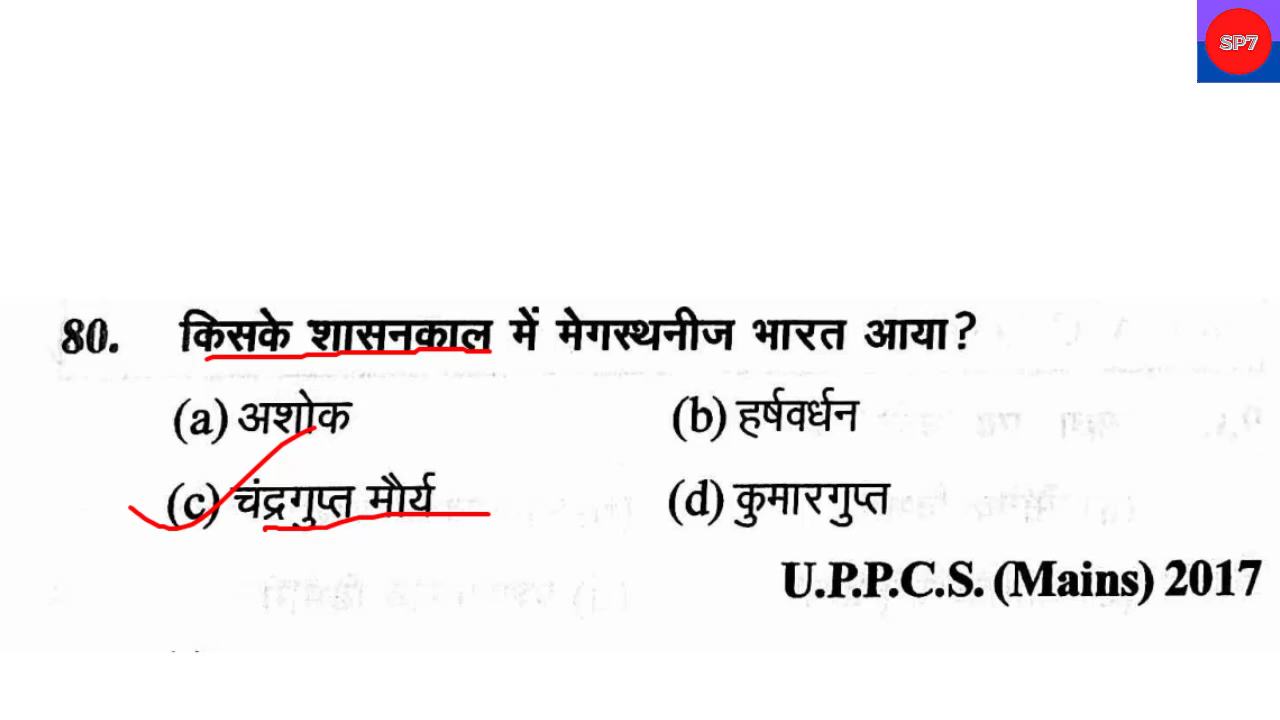 SP7
80. किसके शासनकाल में मेगस्थनीज भारत आया?
(a) अशोक (b) हर्षवर्धन
(c) चंद्रगुप्त मौर्य (d) कुमारगुप्त
U.P.P.C.S. (Mains) 2017